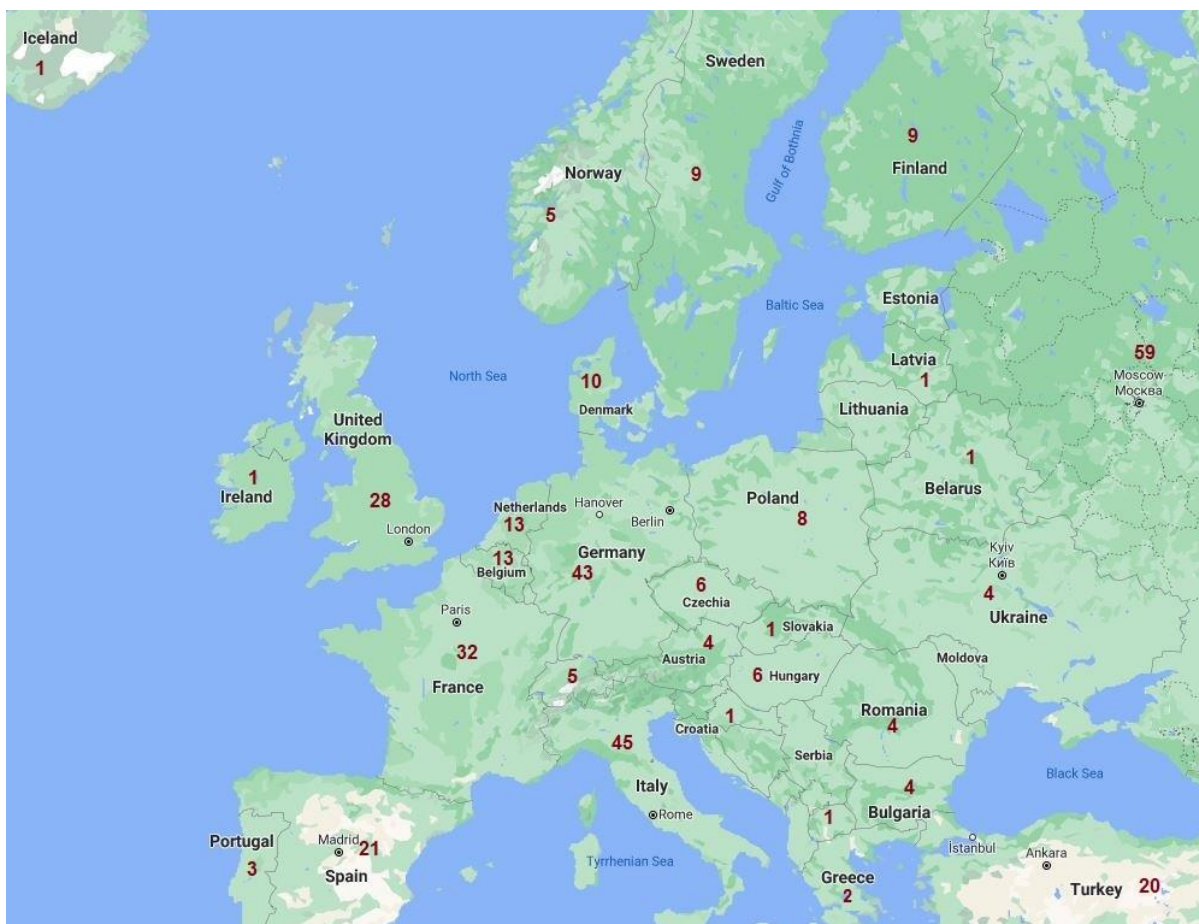 Iceland
1
Sweden
9
Finland
Gulf of Bothnia
Norway
9
5
Estonia
Baltic Sea
59
Latvia
1
Moscow
Москва
North Sea
10
Denmark
Lithuania
United
Kingdom
1
Ireland
28
London
1
Belarus
Netherlands
13
Hanover
Berlin
Poland
8
13
Belgium
Germany
43
Kyiv
Київ
4
Ukraine
6
Czechia
Paris
32
France
1
Slovakia
4
Austria
5
6
Hungary
Moldova
Romania
4
1
Croatia
45
Serbia
Italy
Rome
4
Bulgaria
Black Sea
1
Portugal
3
Madrid
21
Spain
Tyrrhenian Sea
İstanbul
Ankara
Greece
2
Turkey
20